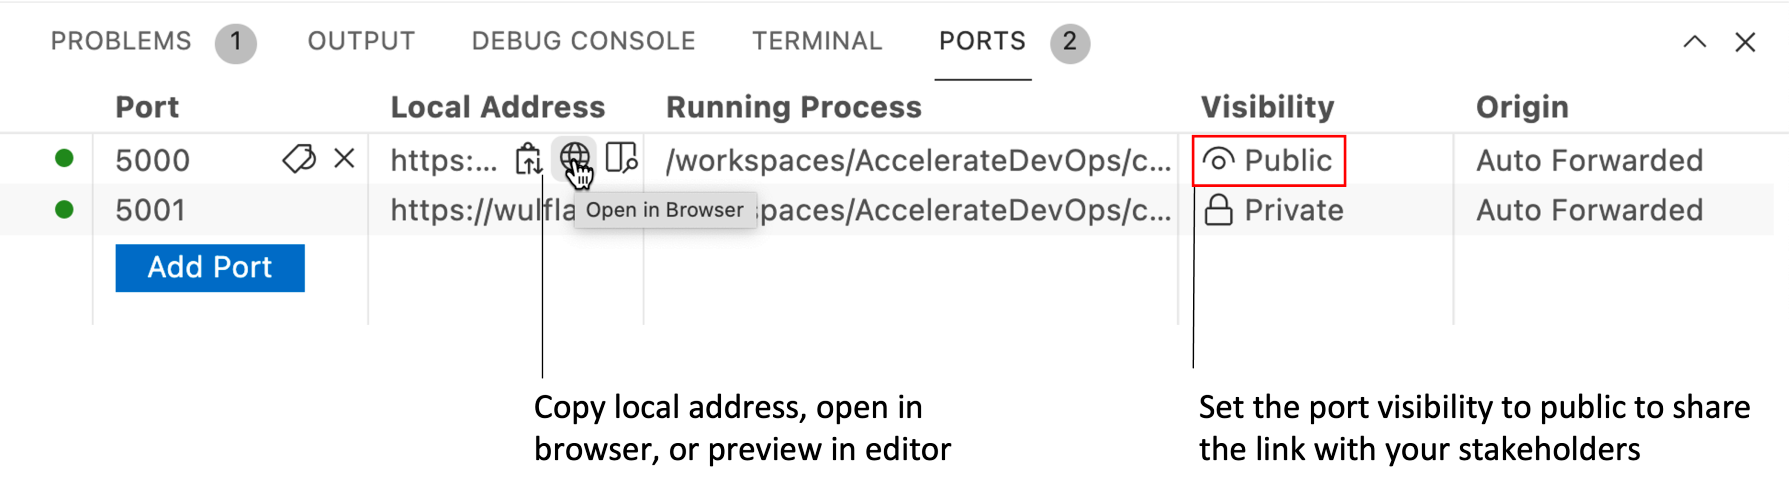 PROBLEMS 1 OUTPUT DEBUG CONSOLE TERMINAL PORTS 2
Port Local Address Running Process Visibility Origin
5000 https:... /workspaces/AccelerateDevOps/c... Public Auto Forwarded
5001 https://wulfla Open in Browser paces/AccelerateDevOps/c... Private Auto Forwarded
Add Port
Copy local address, open in
browser, or preview in editor
Set the port visibility to public to share
the link with your stakeholders